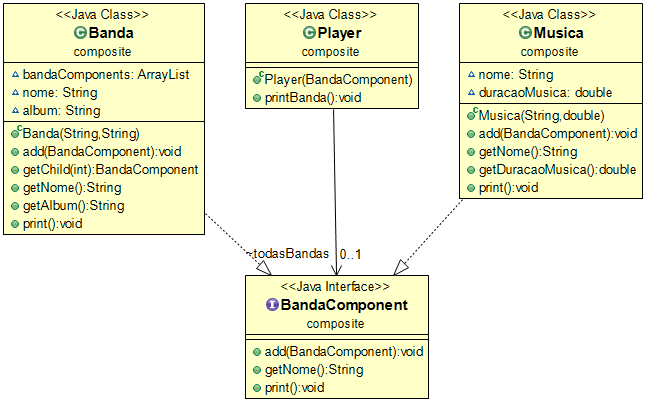 <<Java Class>>
Banda
composite
bandaComponents: ArrayList
nome: String
album: String
Banda(String,String)
add(BandaComponent):void
getChild(int):BandaComponent
getNome():String
getAlbum():String
print():void
<<Java Class>>
Player
composite
Player(BandaComponent)
printBanda():void
<<Java Class>>
Musica
composite
nome: String
duracaoMusica: double
Musica(String,double)
add(BandaComponent):void
getNome():String
getDuracaoMusica():double
print():void
~todasBandas 0..1
<<Java Interface>>
BandaComponent
composite
add(BandaComponent):void
getNome():String
print():void